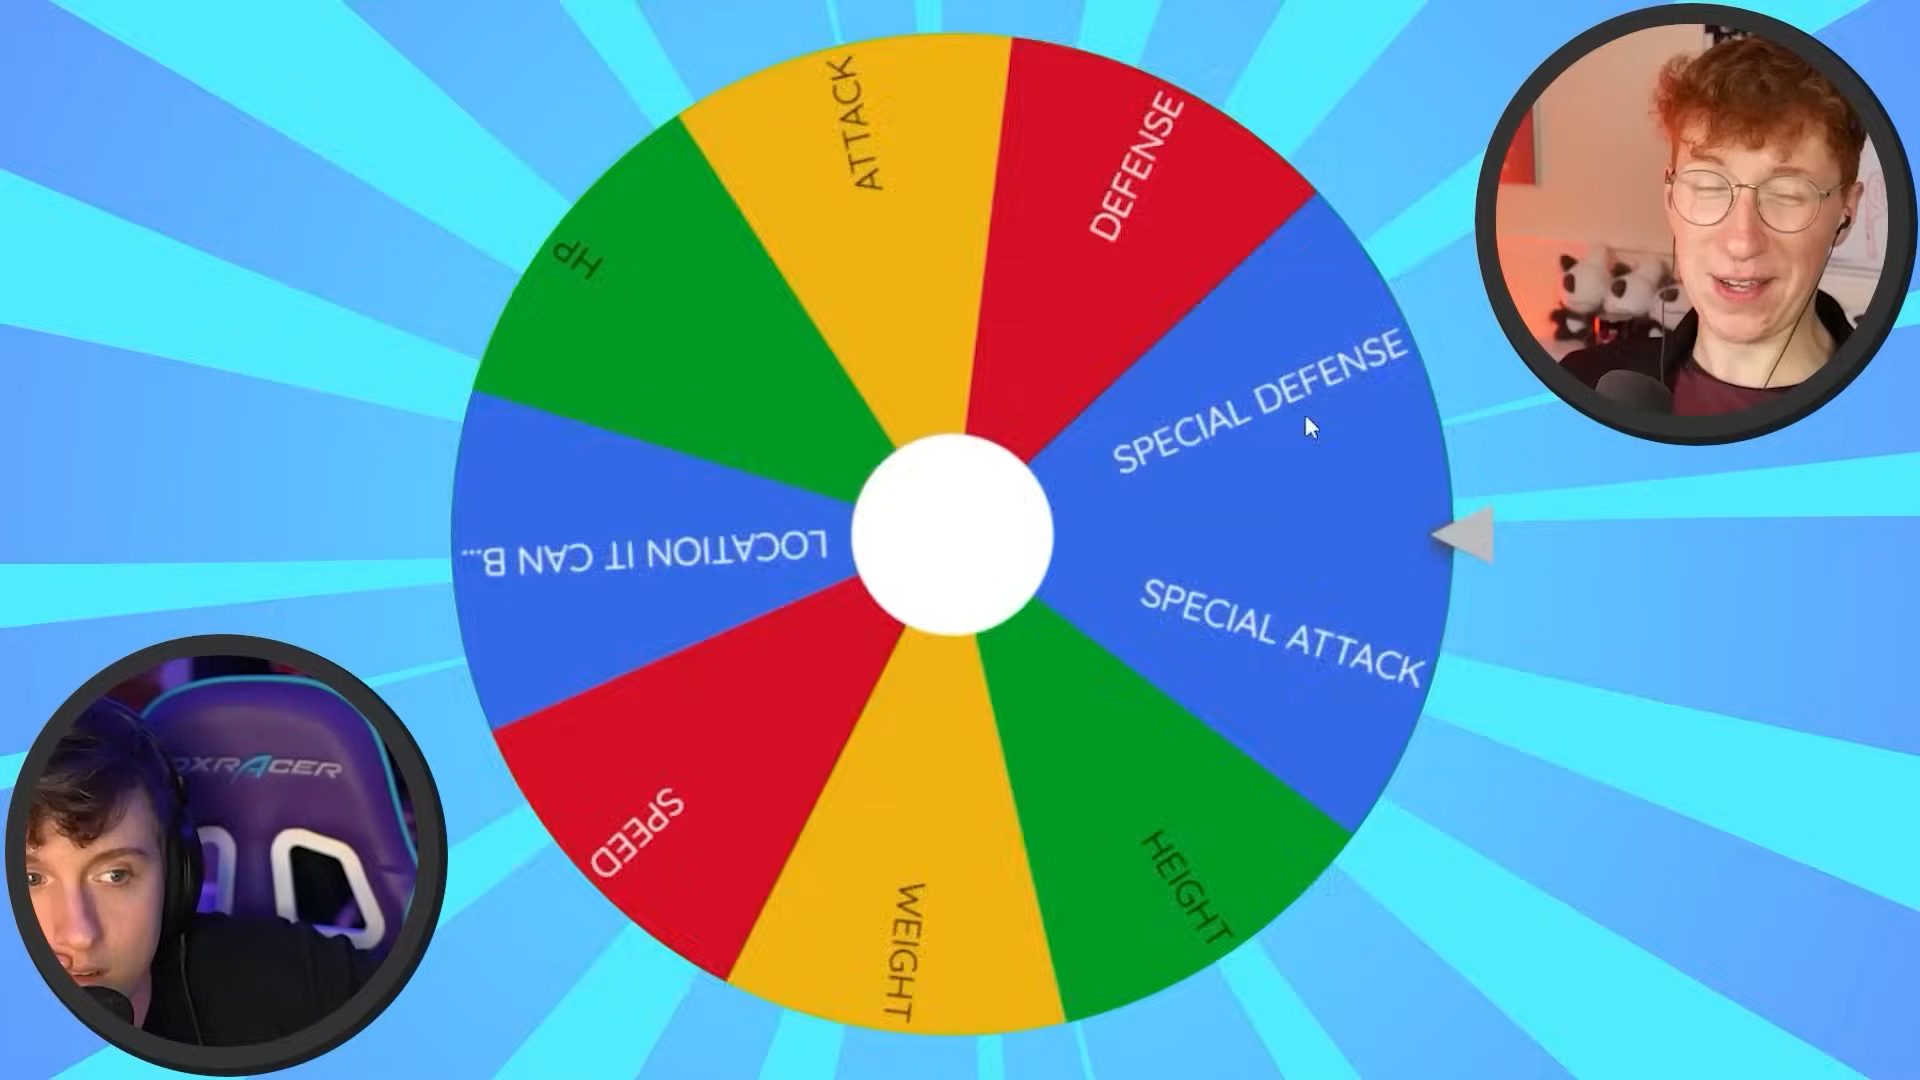 ATTACK
DEFENSE
HP
SPECIAL DEFENSE
LOCATION IT CAN B...
SPECIAL ATTACK
SPEED
WEIGHT
HEIGHT
DXRACER